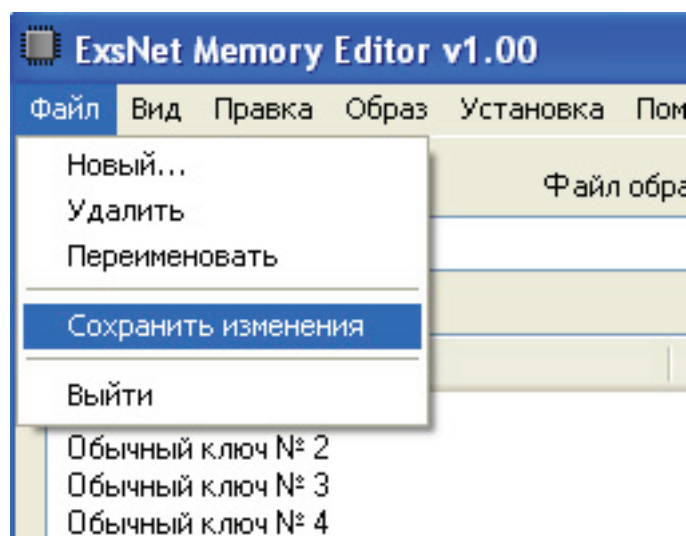 ExsNet Memory Editor v1.00
Файл Вид Правка Образ Установка
Новый...
Файл
Удалить
Переименовать
Сохранить изменения
Выйти
Обычный ключ № 2
Обычный ключ № 3
Обычный ключ № 4